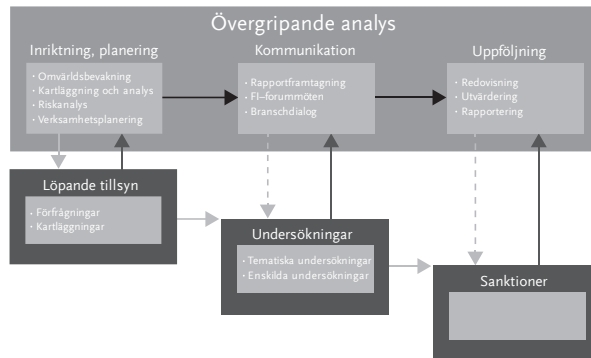 Övergripande analys
Inriktning, planering
· Omvärldsbevakning
· Kartläggning och analys
· Riskanalys
· Verksamhetsplanering
Kommunikation
· Rapportframtagning
· FI–forummöten
· Branschdialog
Uppföljning
· Redovisning
· Utvärdering
· Rapportering
Löpande tillsyn
· Förfrågningar
· Kartläggningar
Undersökningar
· Tematiska undersökningar
· Enskilda undersökningar
Sanktioner